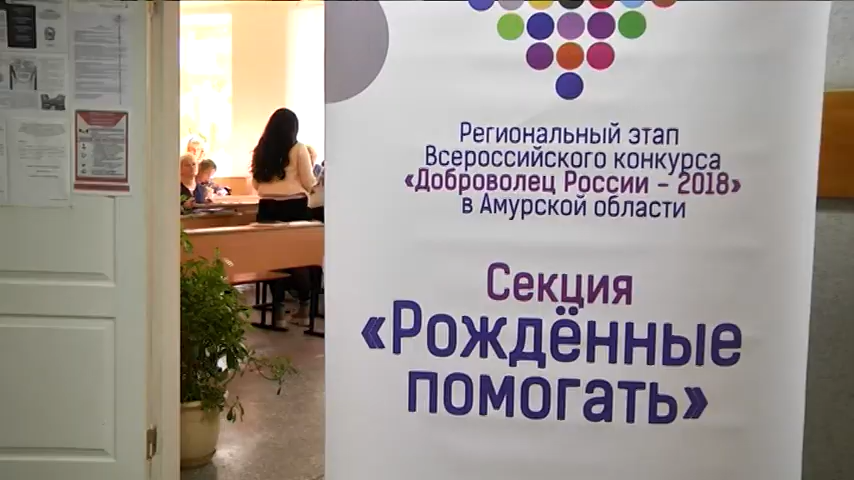 Региональный этап
Всероссийского конкурса
«Доброволец России – 2018»
в Амурской области
Секция
«Рождённые
помогать»